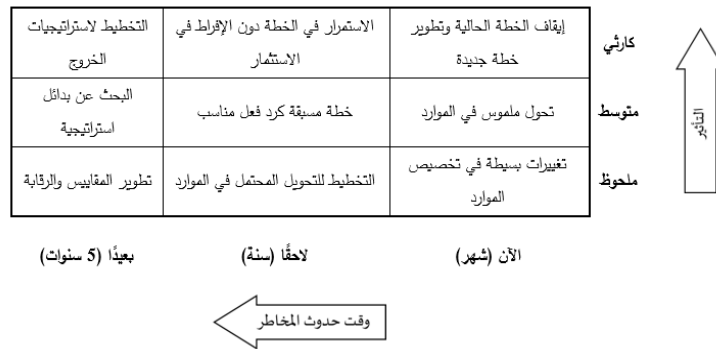 كارثي
إيقاف الخطة الحالية وتطوير
خطة جديدة
الاستمرار في الخطة دون الإفراط في
الاستثمار
التخطيط لاستراتيجيات
الخروج
متوسط
تحول ملموس في الموارد
خطة مسبقة كرد فعل مناسب
البحث عن بدائل
استراتيجية
ملحوظ
تغييرات بسيطة في تخصيص
الموارد
التخطيط للتحويل المحتمل في الموارد
تطوير المقاييس والرقابة
التأثير
الآن (شهر)
لاحقًا (سنة)
بعيدًا (5 سنوات)
وقت حدوث المخاطر